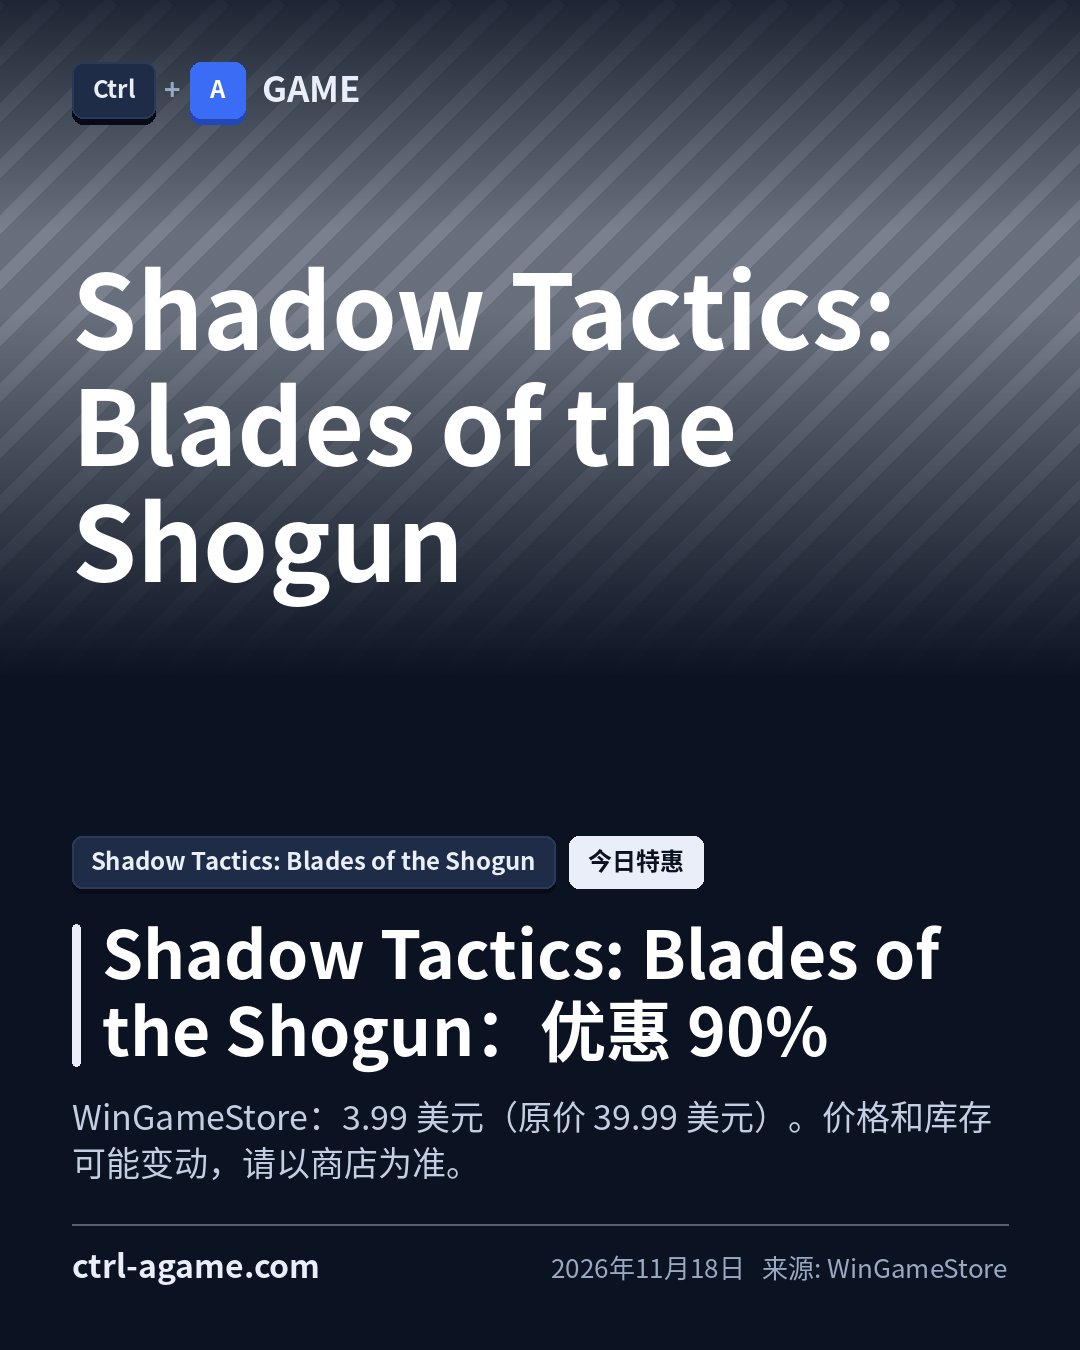 Ctrl + A GAME
Shadow Tactics:
Blades of the
Shogun
Shadow Tactics: Blades of the Shogun 今日特惠
Shadow Tactics: Blades of
the Shogun：优惠 90%
WinGameStore：3.99 美元（原价 39.99 美元）。价格和库存
可能变动，请以商店为准。
ctrl-agame.com 2026年11月18日 来源: WinGameStore